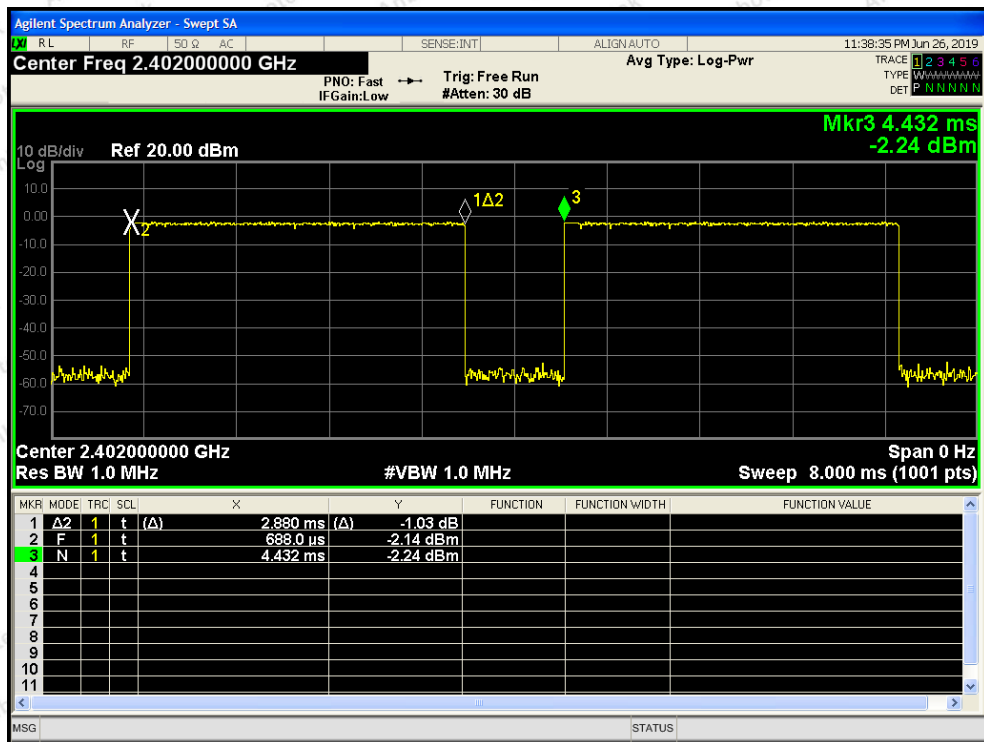 Agilent Spectrum Analyzer - Swept SA
LXI RL RF 50 Ω AC SENSE:INT ALIGN AUTO 11:38:35 PM Jun 26, 2019
Center Freq 2.402000000 GHz Avg Type: Log-Pwr TRACE 1 2 3 4 5 6
PNO: Fast Trig: Free Run TYPE WWWWWW
IFGain:Low #Atten: 30 dB DET P N N N N N
Mkr3 4.432 ms
10 dB/div Ref 20.00 dBm -2.24 dBm
Log
10.0
1Δ2 3
0.00
2
-10.0
-20.0
-30.0
-40.0
-50.0
-60.0
-70.0
Center 2.402000000 GHz Span 0 Hz
Res BW 1.0 MHz #VBW 1.0 MHz Sweep 8.000 ms (1001 pts)
MKR MODE TRC SCL X Y FUNCTION FUNCTION WIDTH FUNCTION VALUE
1 Δ2 1 t (Δ) 2.880 ms (Δ) -1.03 dB
2 F 1 t 688.0 µs -2.14 dBm
3 N 1 t 4.432 ms -2.24 dBm
4
5
6
7
8
9
10
11
MSG STATUS